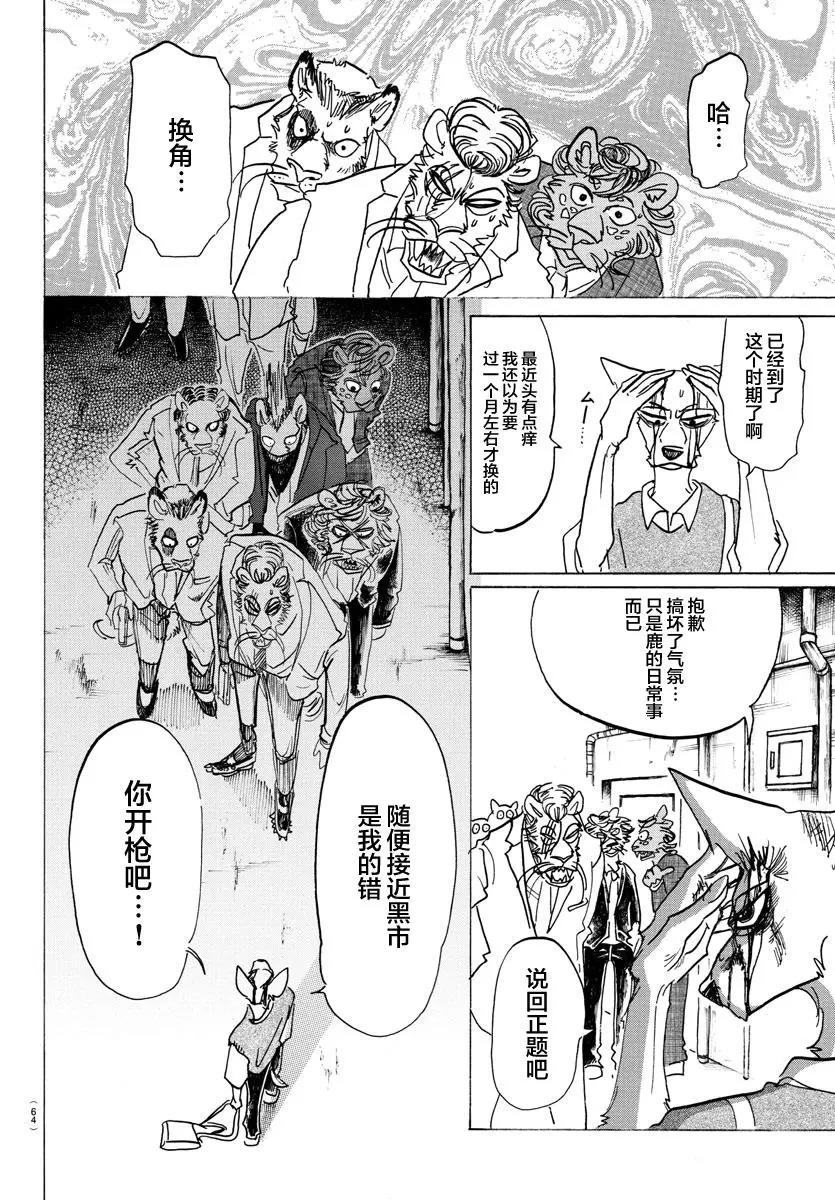 哈…
换角…
已经到了
这个时期了啊
最近头有点痒
我还以为要
过一个月左右才换的
ムー…
抱歉
搞坏了气氛…
只是鹿的日常事
而已
说回正题吧
随便接近黑市
是我的错
你开枪吧…！
(64)